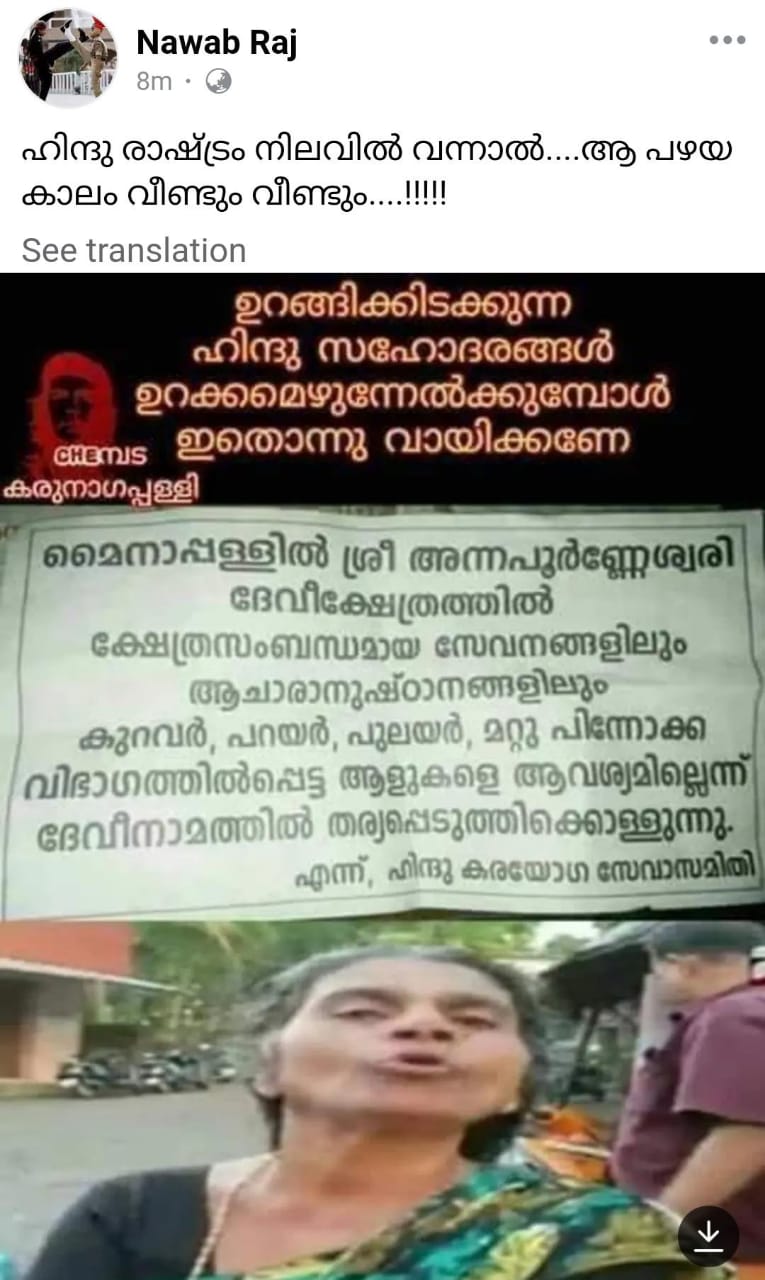 Nawab Raj
8m
ഹിന്ദു രാഷ്ട്രം നിലവിൽ വന്നാൽ....ആ പഴയ
കാലം വീണ്ടും വീണ്ടും....!!!!!
See translation
ഉറങ്ങിക്കിടക്കുന്ന
ഹിന്ദു സഹോദരങ്ങൾ
ഉറക്കമെഴുന്നേൽക്കുമ്പോൾ
ഇതൊന്നു വായിക്കണേ
CHEമ്പട
കരുനാഗപ്പള്ളി
മൈനാപ്പള്ളിൽ ശ്രീ അന്നപൂർണ്ണേശ്വരി
ദേവീക്ഷേത്രത്തിൽ
ക്ഷേത്രസംബന്ധമായ സേവനങ്ങളിലും
ആചാരാനുഷ്ഠാനങ്ങളിലും
കുറവർ, പറയർ, പുലയർ, മറ്റു പിന്നോക്ക
വിഭാഗത്തിൽപ്പെട്ട ആളുകളെ ആവശ്യമില്ലെന്ന്
ദേവീനാമത്തിൽ തര്യപ്പെടുത്തിക്കൊള്ളുന്നു.
എന്ന്, ഹിന്ദു കരയോഗ സേവാസമിതി